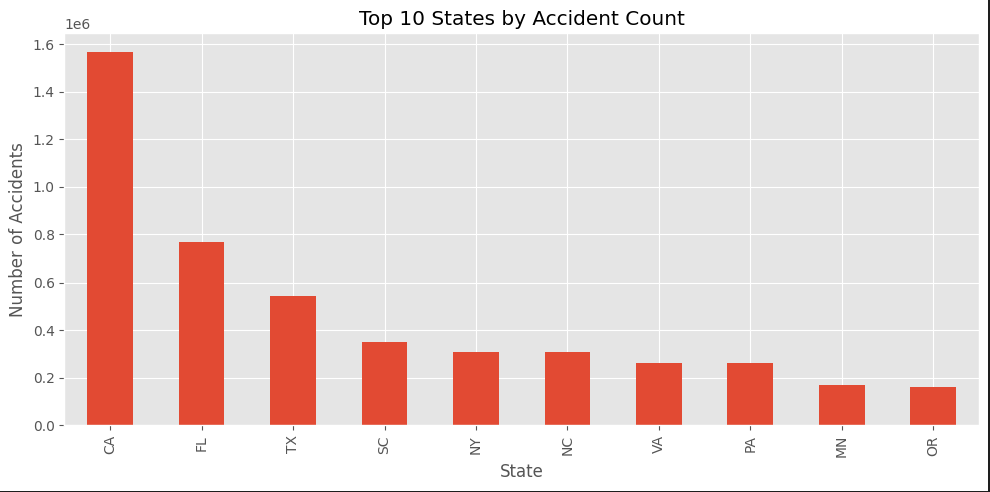 Top 10 States by Accident Count
1e6
1.6
1.4
1.2
1.0
0.8
0.6
0.4
0.2
0.0
Number of Accidents
CA
FL
TX
SC
NY
NC
VA
PA
MN
OR
State